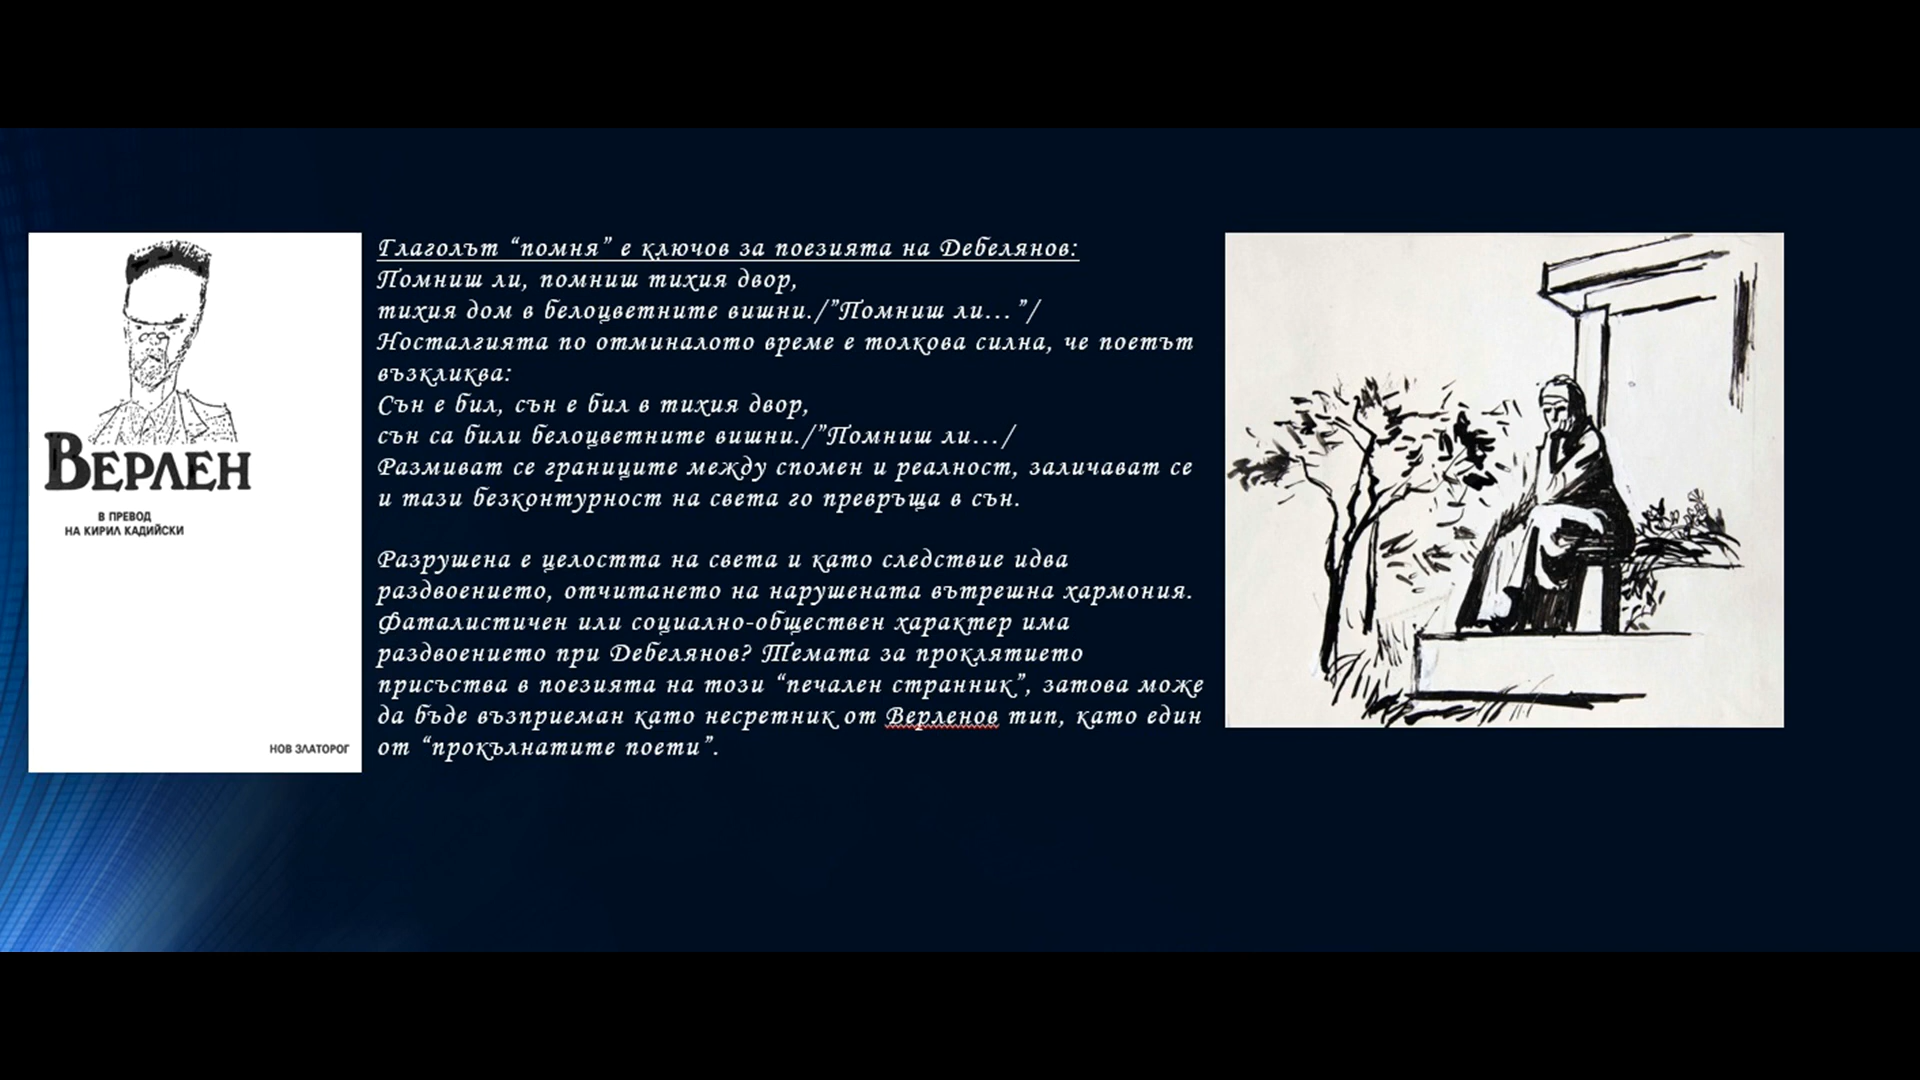 ВЕРЛЕН
В ПРЕВОД
НА КИРИЛ КАДИЙСКИ
НОВ ЗЛАТОРОГ
Глаголът “помня” е ключов за поезията на Дебелянов:
Помниш ли, помниш тихия двор,
тихия дом в белоцветните вишни./”Помниш ли…”/
Носталгията по отминалото време е толкова силна, че поетът
възкликва:
Сън е бил, сън е бил в тихия двор,
сън са били белоцветните вишни./”Помниш ли…/
Размиват се границите между спомен и реалност, заличават се
и тази безконтурност на света го превръща в сън.
Разрушена е целостта на света и като следствие идва
раздвоението, отчитането на нарушената вътрешна хармония.
Фаталистичен или социално-обществен характер има
раздвоението при Дебелянов? Темата за проклятието
присъства в поезията на този “печален странник”, затова може
да бъде възприеман като несретник от Верленов тип, като един
от “прокълнатите поети”.